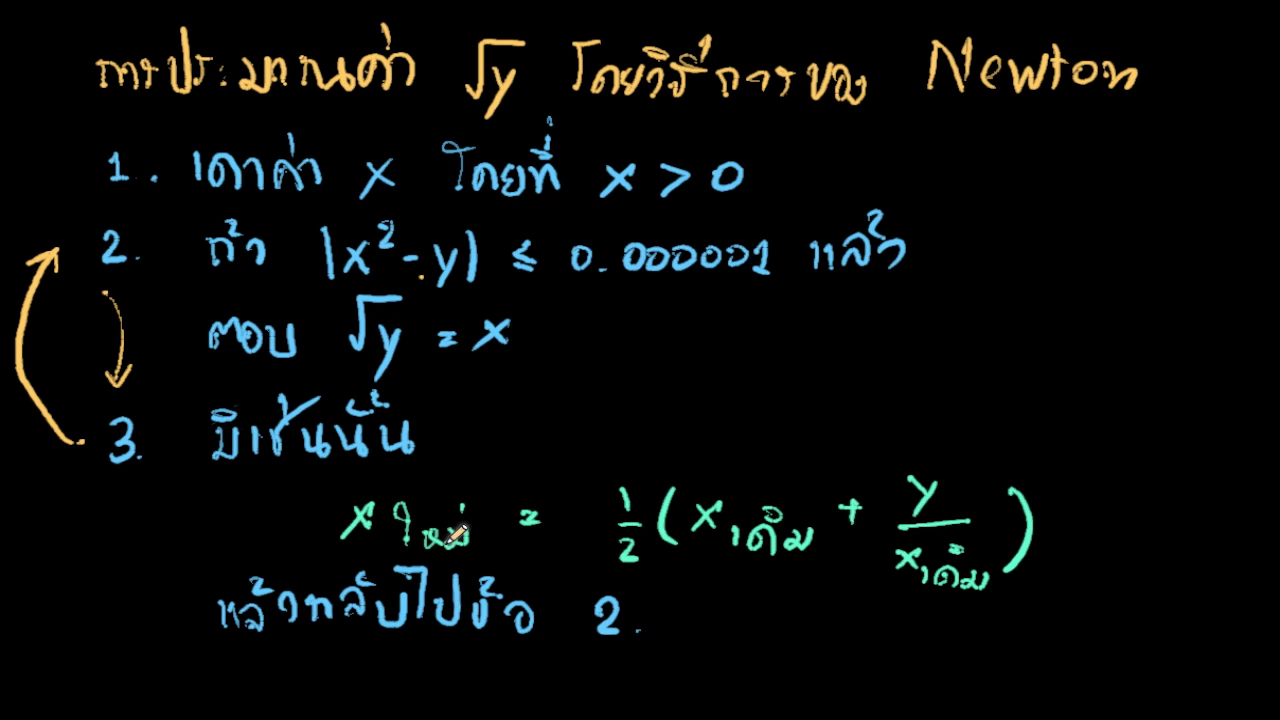 การประมาณค่า √y โดยวิธีการของ Newton
1. เดาค่า x โดยที่ x > 0
2. ถ้า |x² - y| ≤ 0.000001 แล้ว
ตอบ √y = x
3. มิเช่นนั้น
x ใหม่ = 1/2 (x เดิม + y / x เดิม)
แล้วกลับไปข้อ 2.